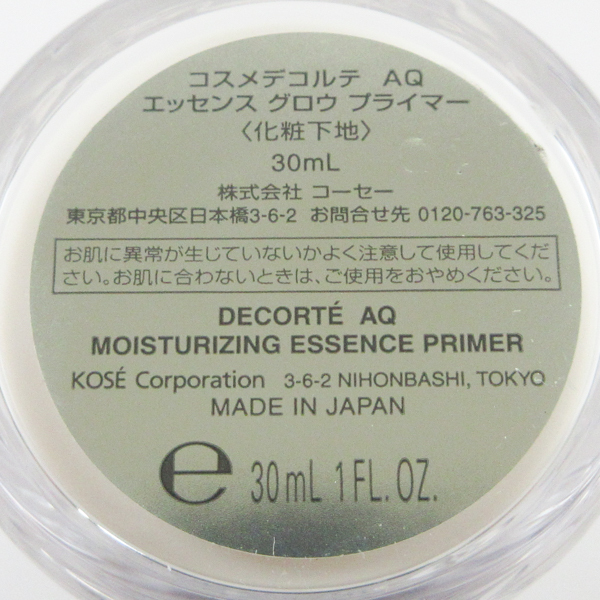 コスメデコルテ AQ
エッセンス グロウ プライマー
〈化粧下地〉
30mL
株式会社 コーセー
東京都中央区日本橋3-6-2 お問合せ先 0120-763-325
お肌に異常が生じていないかよく注意して使用してくだ
さい。お肌に合わないときは、ご使用をおやめください。
DECORTÉ AQ
MOISTURIZING ESSENCE PRIMER
KOSÉ Corporation 3-6-2 NIHONBASHI, TOKYO
MADE IN JAPAN
℮ 30mL 1FL.OZ.